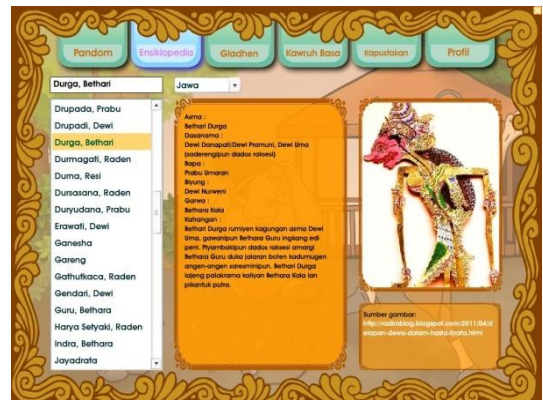 Pandom
Ensiklopedia
Gladhen
Kawruh Basa
Kapustakan
Profil
Durga, Bethari
Jawa
Drupada, Prabu
Drupadi, Dewi
Durga, Bethari
Durmagati, Raden
Durna, Resi
Dursasana, Raden
Duryudana, Prabu
Erawati, Dewi
Ganesha
Gareng
Gathutkaca, Raden
Gendari, Dewi
Guru, Bethara
Harya Setyaki, Raden
Indra, Bethara
Jayadrata
Asma :
Bethari Durga
Dasanama :
Dewi Danapati/Dewi Pramuni, Dewi Uma
(saderengipun dados raksesi)
Bapa :
Prabu Umaran
Biyung :
Dewi Nurweni
Garwa :
Bethara Kala
Katrangan :
Bethari Durga rumiyen kagungan asma Dewi
Uma, gawanipun Bethara Guru ingkang edi
peni. Piyambakipun dados raksesi amargi
Bethara Guru duka jalaran boten kadumugen
angen-angen saresminipun. Bethari Durga
lajeng palakrama kaliyan Bethara Kala lan
pikantuk putra.
Sumber gambar:
http://radirablog.blogspot.com/2011/04/d
elapan-dewa-dalam-hasta-brata.html